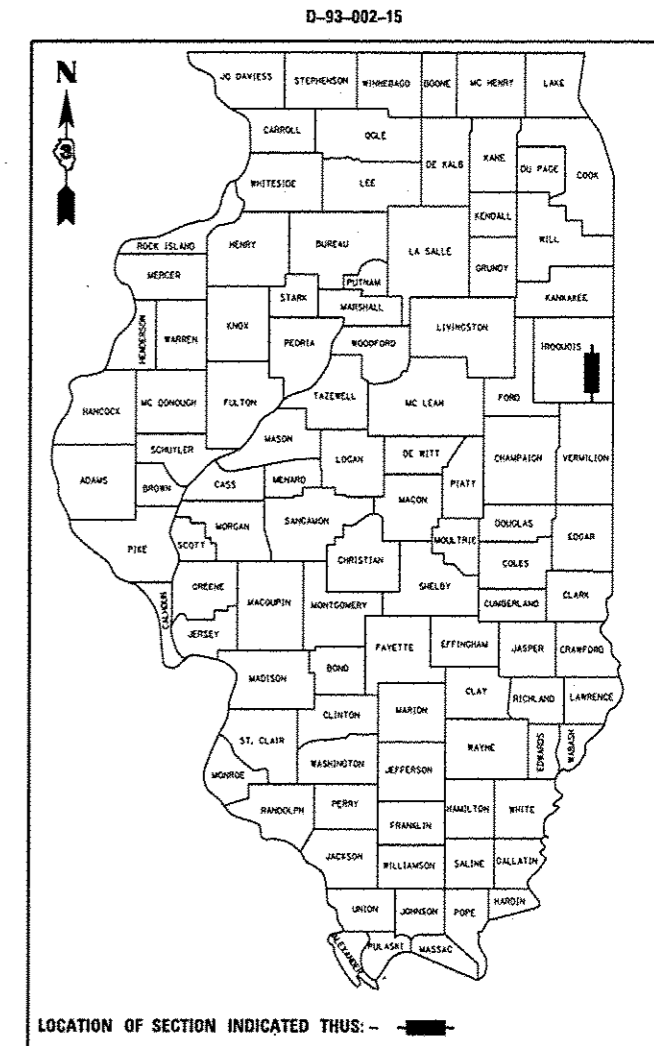 D-93-002-15
N
JO DAVIESS STEPHENSON WINNEBAGO BOONE MC HENRY LAKE
CARROLL OGLE DE KALB KANE DU PAGE COOK
WHITESIDE LEE KENDALL WILL
ROCK ISLAND HENRY BUREAU LA SALLE GRUNDY
MERCER PUTNAM KANKAKEE
STARK MARSHALL LIVINGSTON
HENDERSON WARREN KNOX PEORIA WOODFORD IROQUOIS
HANCOCK MC DONOUGH FULTON TAZEWELL MC LEAN FORD
SCHUYLER MASON LOGAN DE WITT CHAMPAIGN VERMILION
ADAMS BROWN CASS MENARD MACON PIATT
MORGAN SANGAMON DOUGLAS EDGAR
PIKE SCOTT CHRISTIAN MOULTRIE COLES
GREENE MACOUPIN MONTGOMERY SHELBY CUMBERLAND CLARK
CALHOUN JERSEY FAYETTE EFFINGHAM JASPER CRAWFORD
MADISON BOND CLAY RICHLAND LAWRENCE
CLINTON MARION
ST. CLAIR WAYNE EDWARDS WABASH
MONROE WASHINGTON JEFFERSON
RANDOLPH PERRY HAMILTON WHITE
FRANKLIN
JACKSON WILLIAMSON SALINE GALLATIN
UNION JOHNSON POPE HARDIN
ALEXANDER PULASKI MASSAC
LOCATION OF SECTION INDICATED THUS: -